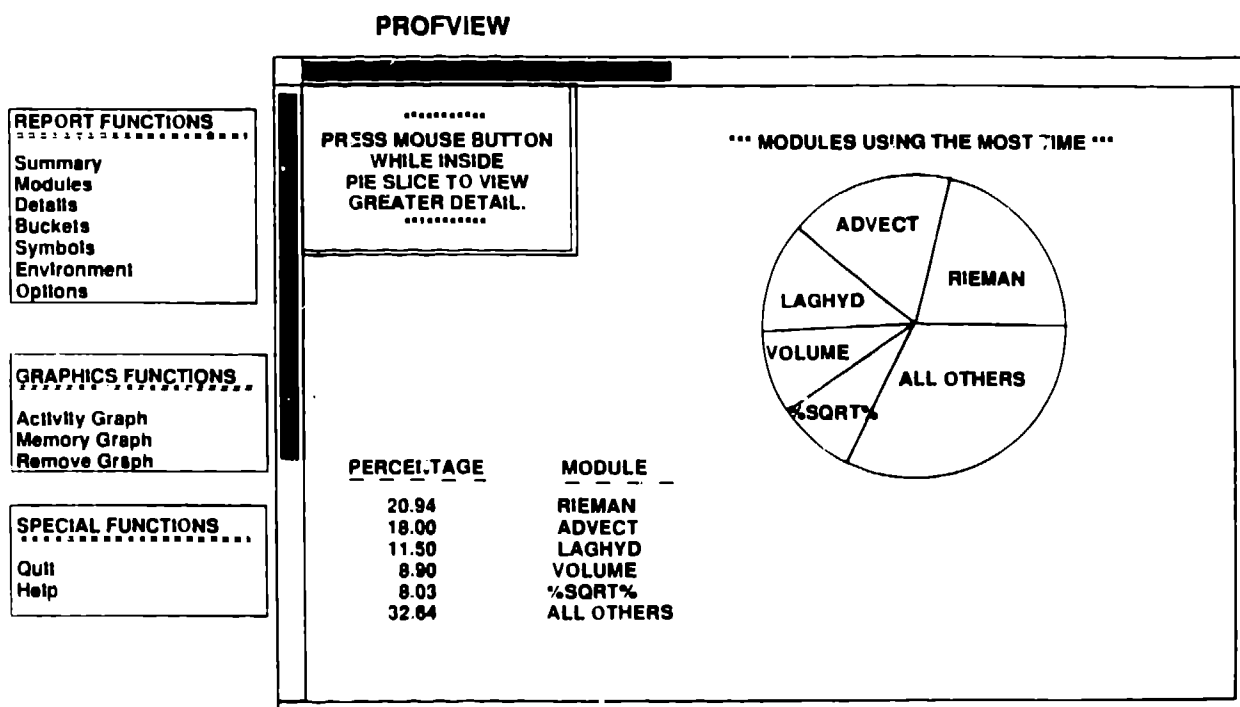 PROFVIEW
REPORT FUNCTIONS
Summary
Modules
Details
Buckets
Symbols
Environment
Options
GRAPHICS FUNCTIONS
Activity Graph
Memory Graph
Remove Graph
SPECIAL FUNCTIONS
Quit
Help
***********
PRESS MOUSE BUTTON
WHILE INSIDE
PIE SLICE TO VIEW
GREATER DETAIL.
***********
*** MODULES USING THE MOST TIME ***
ADVECT
RIEMAN
LAGHYD
VOLUME
ALL OTHERS
%SQRT%
PERCENTAGE MODULE
20.94 RIEMAN
18.00 ADVECT
11.50 LAGHYD
8.90 VOLUME
8.03 %SQRT%
32.64 ALL OTHERS